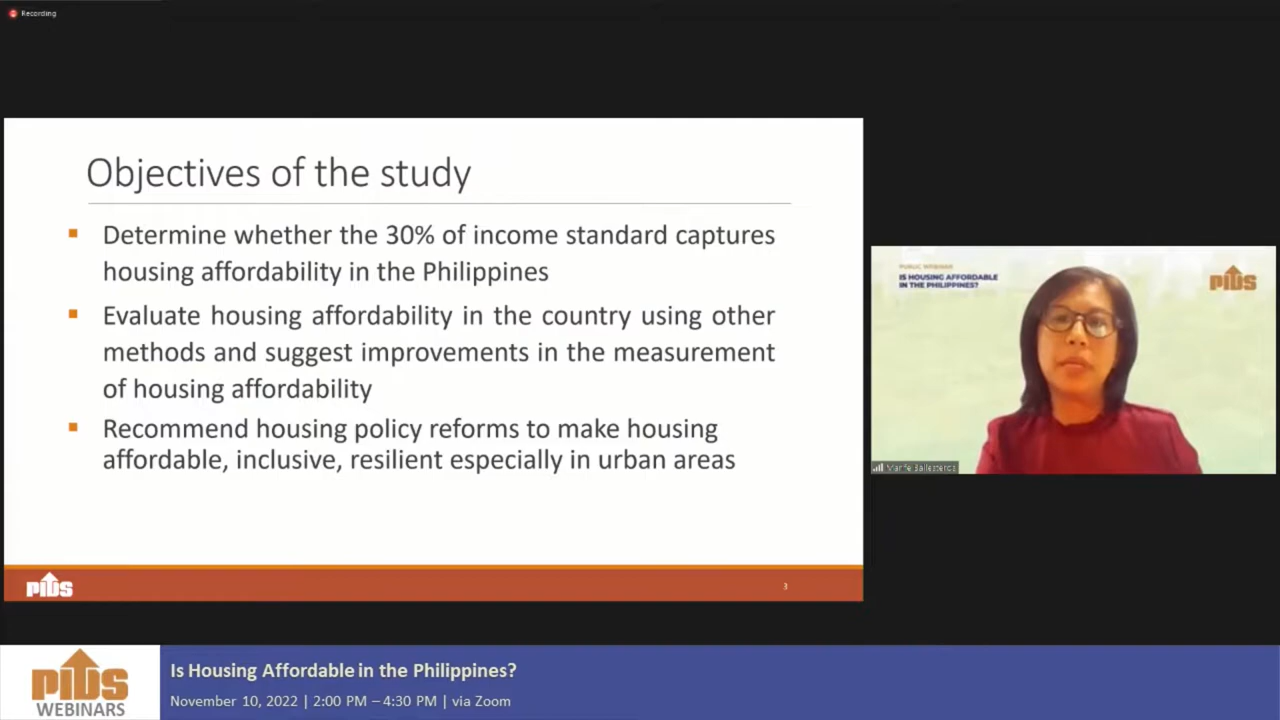 Recording
Objectives of the study
Determine whether the 30% of income standard captures
housing affordability in the Philippines
Evaluate housing affordability in the country using other
methods and suggest improvements in the measurement
of housing affordability
Recommend housing policy reforms to make housing
affordable, inclusive, resilient especially in urban areas
PIDS
3
PUBLIC WEBINAR
IS HOUSING AFFORDABLE
IN THE PHILIPPINES?
PIDS
Marife Ballesteros
PIDS
WEBINARS
Is Housing Affordable in the Philippines?
November 10, 2022 | 2:00 PM – 4:30 PM | via Zoom